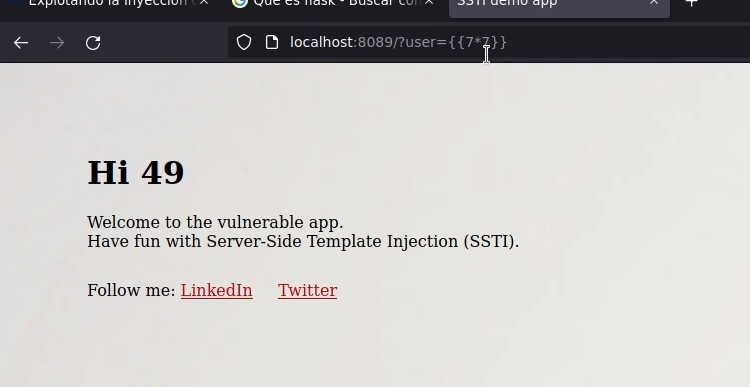 Explotando la inyección
Que es flask - Buscar con
SSTI demo app
localhost:8089/?user={{7*7}}
Hi 49
Welcome to the vulnerable app.
Have fun with Server-Side Template Injection (SSTI).
Follow me: LinkedIn Twitter